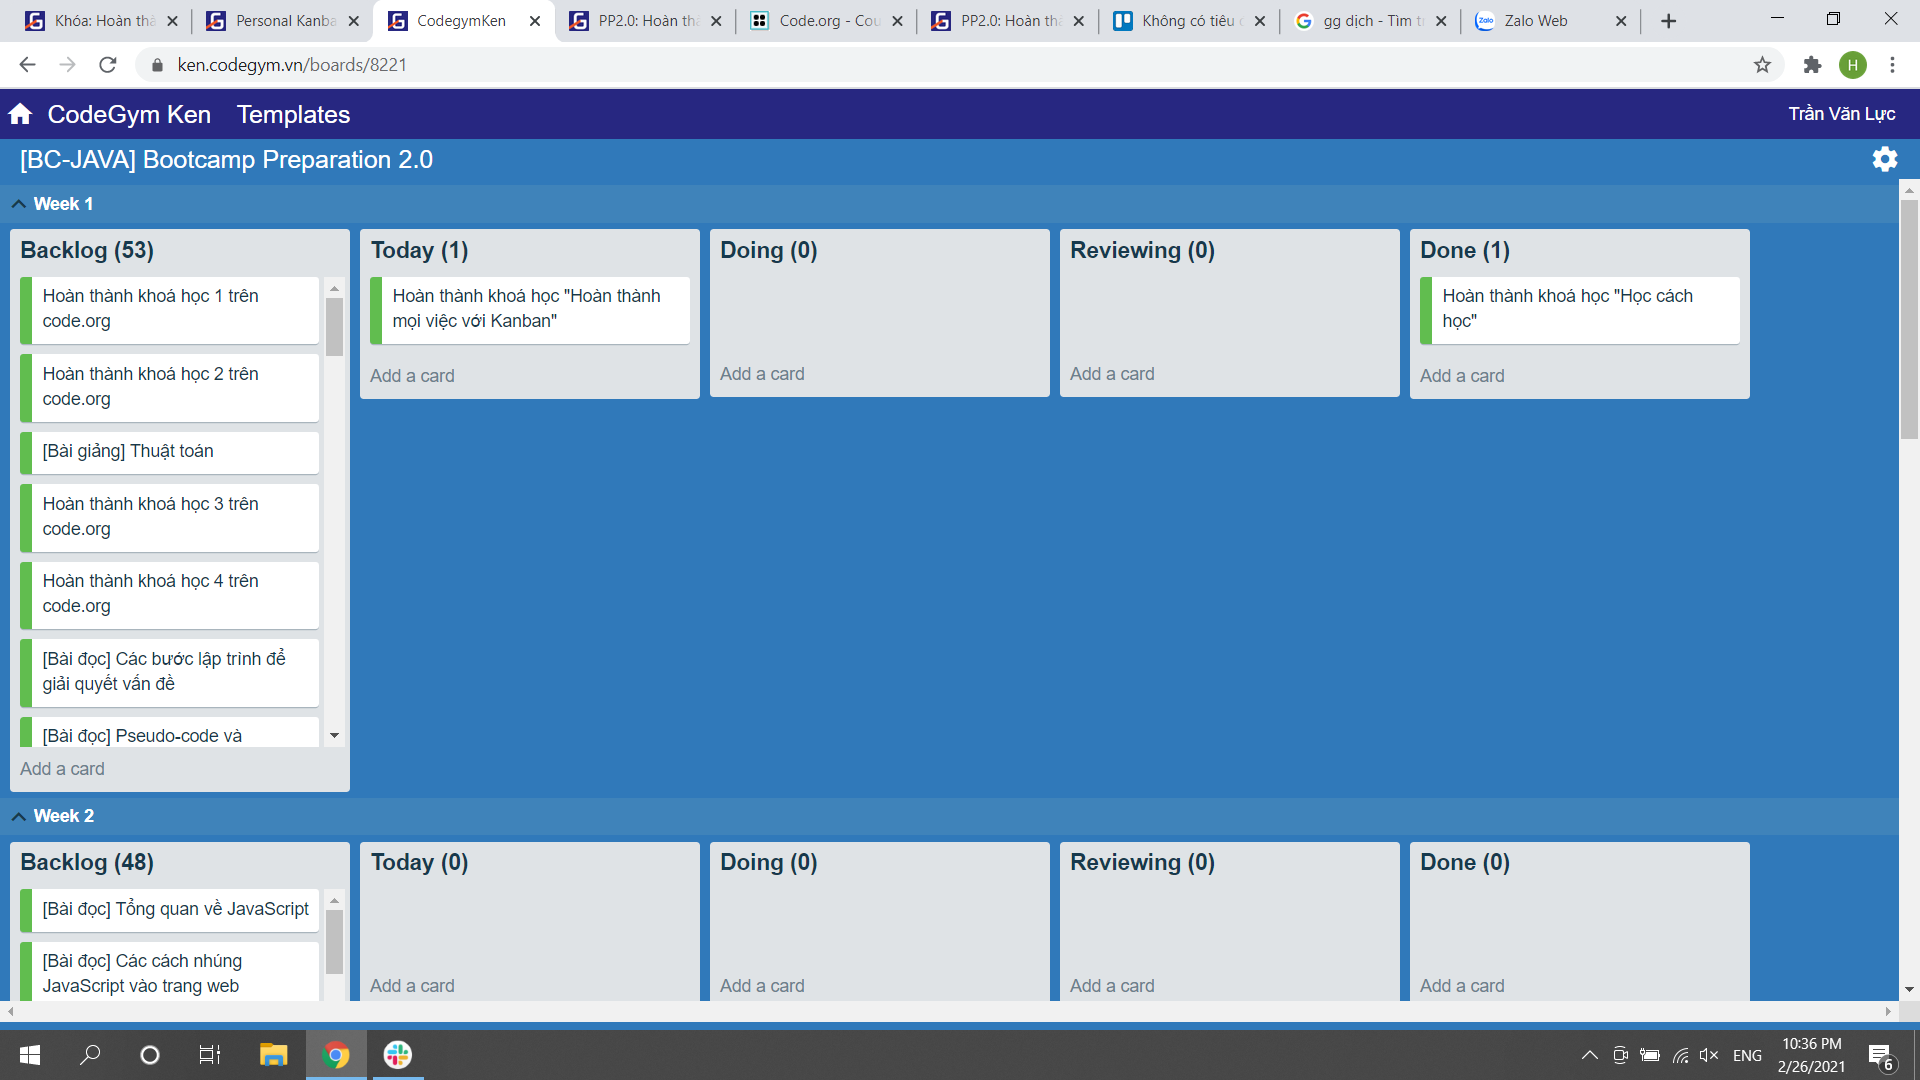 Khóa: Hoàn thà
Personal Kanba
CodegymKen
PP2.0: Hoàn thà
Code.org - Cou
PP2.0: Hoàn thà
Không có tiêu đ
gg dịch - Tìm t
Zalo Web
ken.codegym.vn/boards/8221
H
CodeGym Ken
Templates
Trần Văn Lực
[BC-JAVA] Bootcamp Preparation 2.0
Week 1
Backlog (53)
Hoàn thành khoá học 1 trên
code.org
Hoàn thành khoá học 2 trên
code.org
[Bài giảng] Thuật toán
Hoàn thành khoá học 3 trên
code.org
Hoàn thành khoá học 4 trên
code.org
[Bài đọc] Các bước lập trình để
giải quyết vấn đề
[Bài đọc] Pseudo-code và
Add a card
Today (1)
Hoàn thành khoá học "Hoàn thành
mọi việc với Kanban"
Add a card
Doing (0)
Add a card
Reviewing (0)
Add a card
Done (1)
Hoàn thành khoá học "Học cách
học"
Add a card
Week 2
Backlog (48)
[Bài đọc] Tổng quan về JavaScript
[Bài đọc] Các cách nhúng
JavaScript vào trang web
Today (0)
Add a card
Doing (0)
Add a card
Reviewing (0)
Add a card
Done (0)
Add a card
ENG
10:36 PM
2/26/2021
6